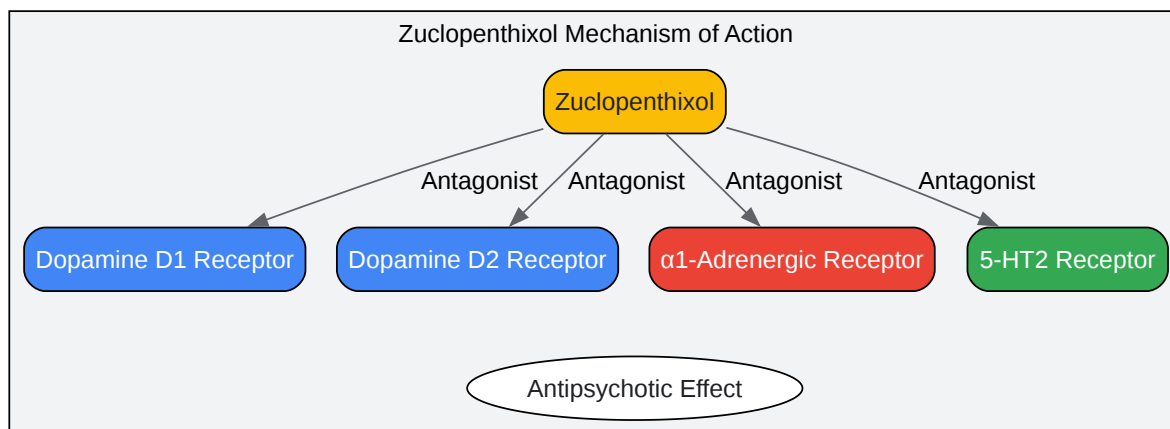 Zuclopenthixol Mechanism of Action
Zuclopenthixol
Antagonist Antagonist Antagonist Antagonist
Dopamine D1 Receptor Dopamine D2 Receptor α1-Adrenergic Receptor 5-HT2 Receptor
Antipsychotic Effect